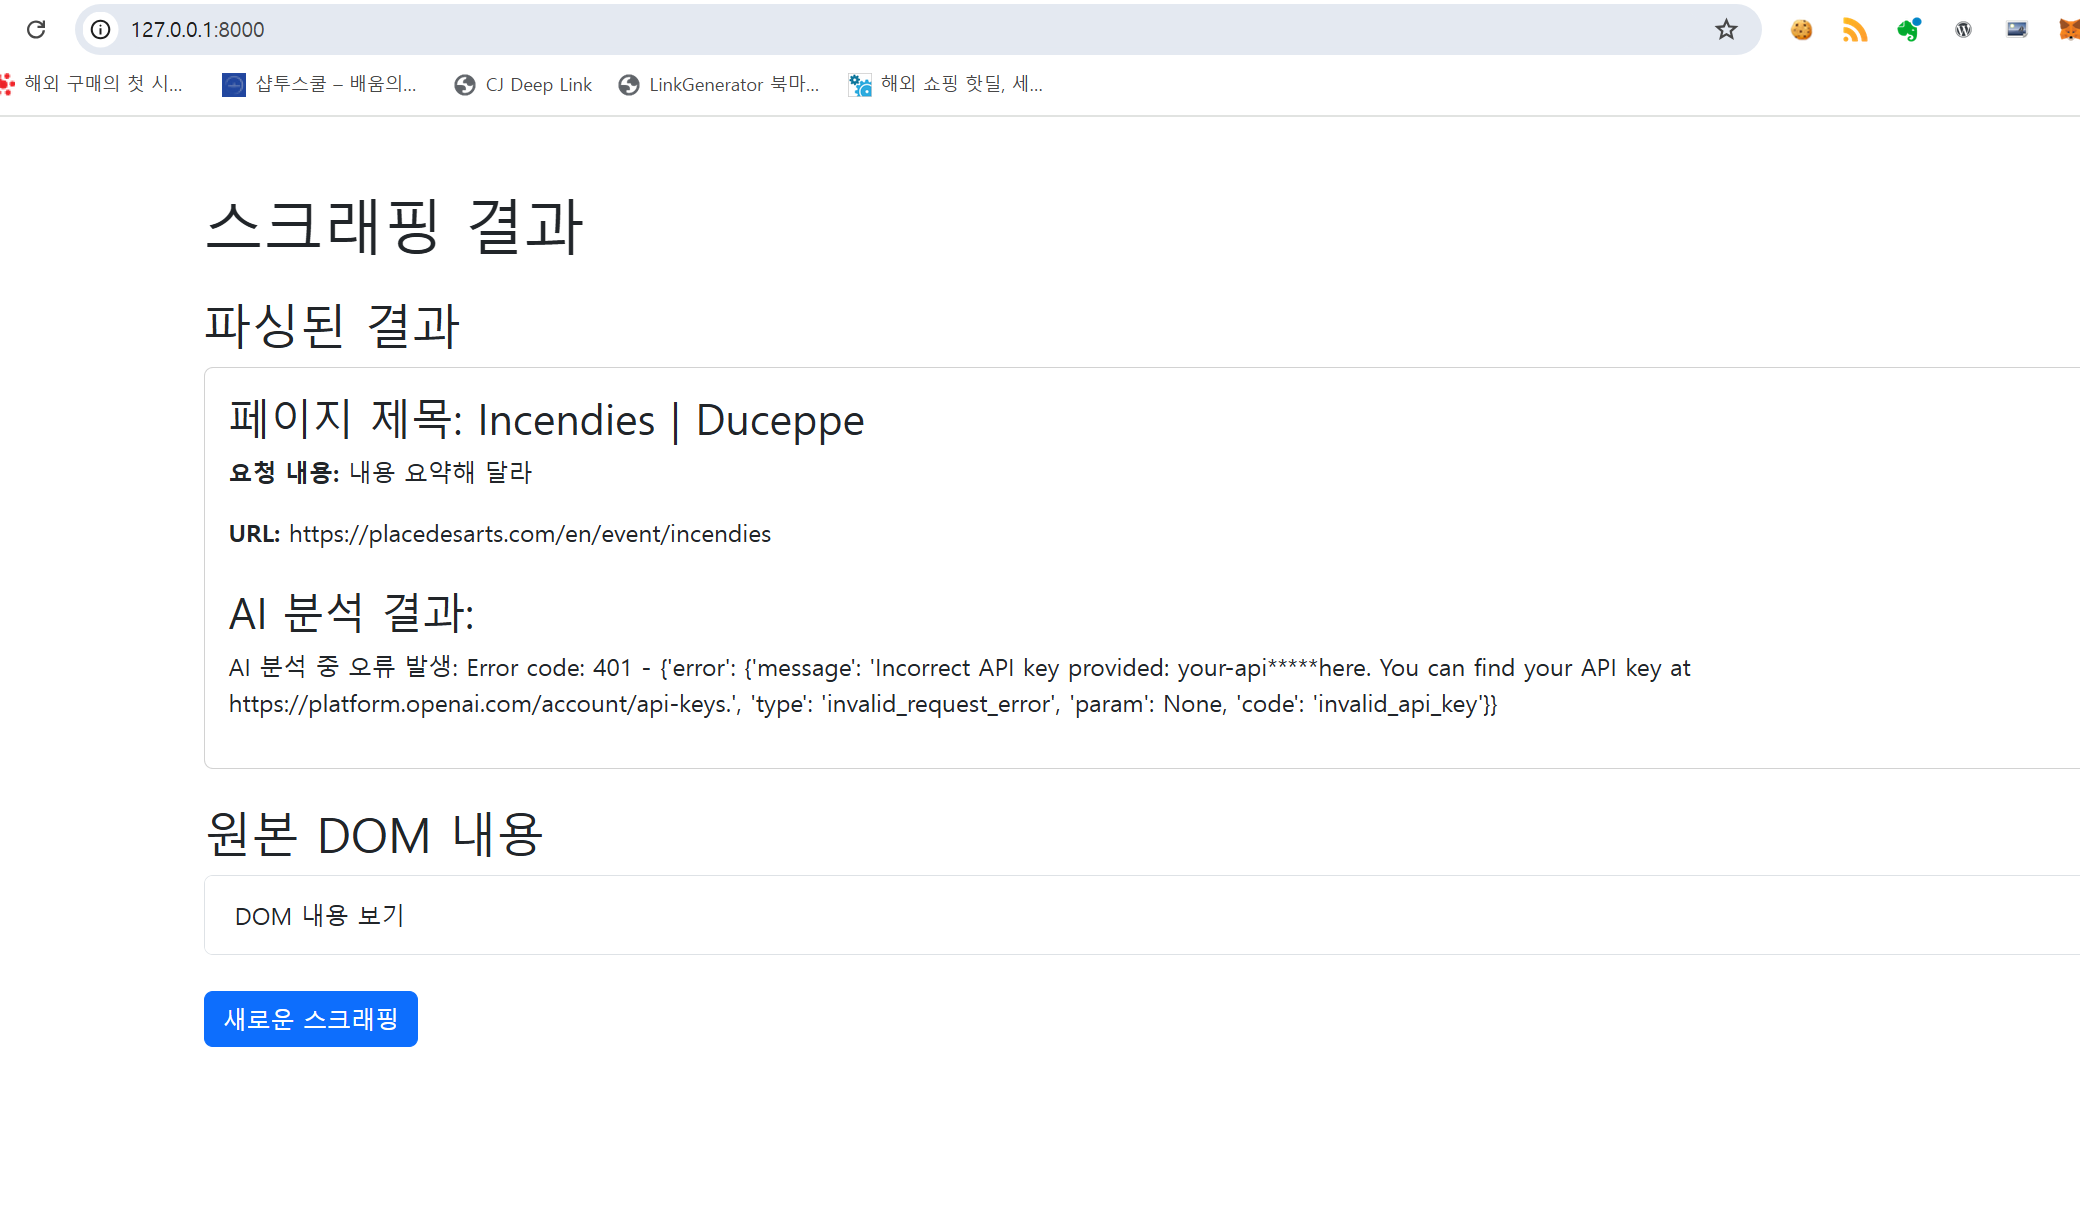 127.0.0.1:8000
해외 구매의 첫 시...
샵투스쿨 – 배움의...
CJ Deep Link
LinkGenerator 북마...
해외 쇼핑 핫딜, 세...
스크래핑 결과
파싱된 결과
페이지 제목: Incendies | Duceppe
요청 내용: 내용 요약해 달라
URL: https://placedesarts.com/en/event/incendies
AI 분석 결과:
AI 분석 중 오류 발생: Error code: 401 - {'error': {'message': 'Incorrect API key provided: your-api*****here. You can find your API key at
https://platform.openai.com/account/api-keys.', 'type': 'invalid_request_error', 'param': None, 'code': 'invalid_api_key'}}
원본 DOM 내용
DOM 내용 보기
새로운 스크래핑